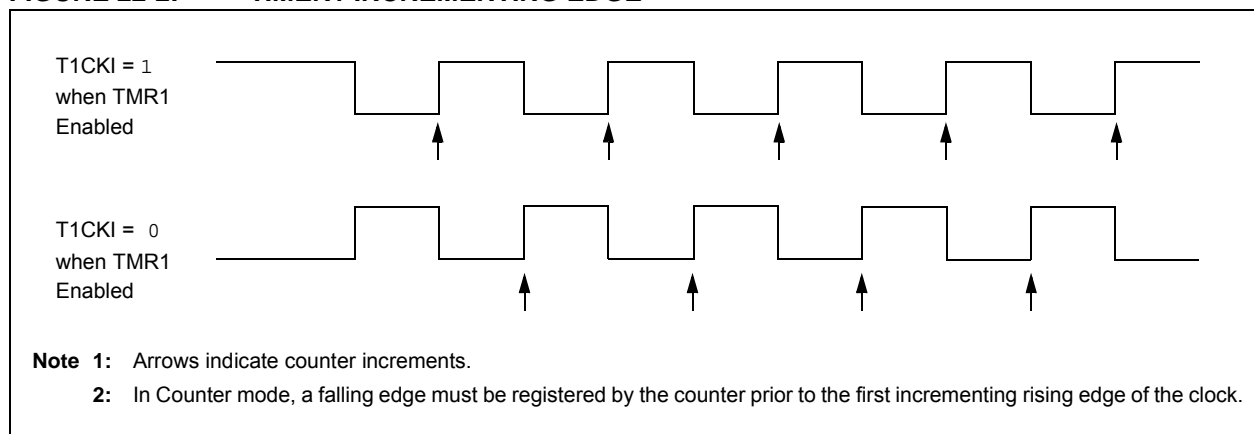 T1CKI = 1
when TMR1
Enabled
T1CKI = 0
when TMR1
Enabled
Note 1: Arrows indicate counter increments.
2: In Counter mode, a falling edge must be registered by the counter prior to the first incrementing rising edge of the clock.